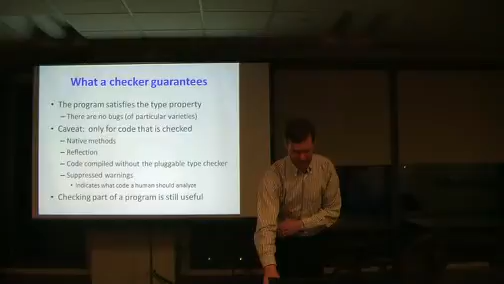 What a checker guarantees
• The program satisfies the type property
– There are no bugs (of particular varieties)
• Caveat: only for code that is checked
– Native methods
– Reflection
– Code compiled without the pluggable type checker
– Suppressed warnings
• Indicates what code a human should analyze
• Checking part of a program is still useful